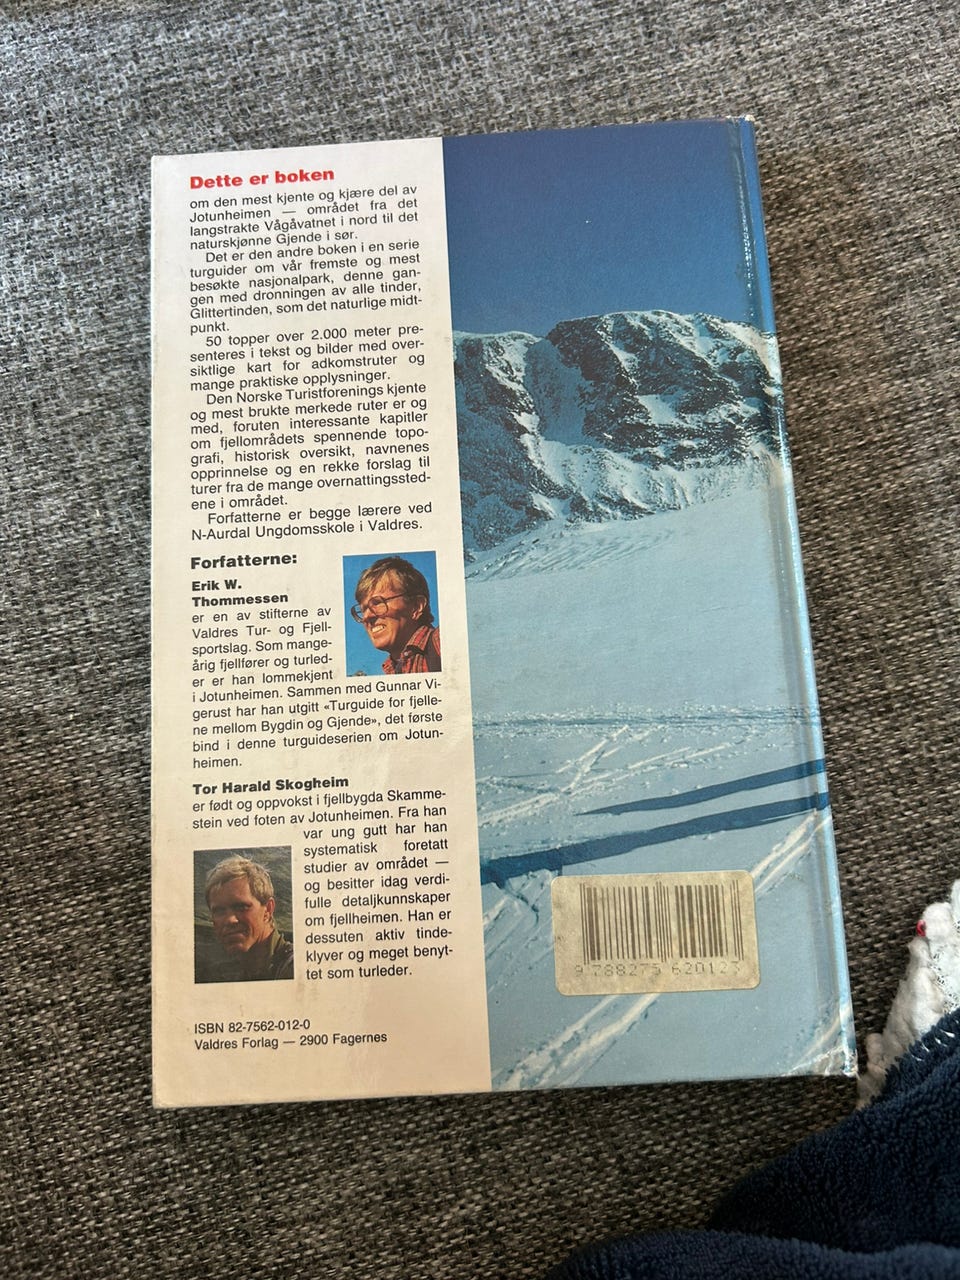 Dette er boken
om den mest kjente og kjære del av
Jotunheimen — området fra det
langstrakte Vågåvatnet i nord til det
naturskjønne Gjende i sør.
Det er den andre boken i en serie
turguider om vår fremste og mest
besøkte nasjonalpark, denne gan-
gen med dronningen av alle tinder,
Glittertinden, som det naturlige midt-
punkt.
50 topper over 2.000 meter pre-
senteres i tekst og bilder med over-
siktlige kart for adkomstruter og
mange praktiske opplysninger.
Den Norske Turistforenings kjente
og mest brukte merkede ruter er og
med, foruten interessante kapitler
om fjellområdets spennende topo-
grafi, historisk oversikt, navnenes
opprinnelse og en rekke forslag til
turer fra de mange overnattingssted-
ene i området.
Forfatterne er begge lærere ved
N-Aurdal Ungdomsskole i Valdres.
Forfatterne:
Erik W.
Thommessen
er en av stifterne av
Valdres Tur- og Fjell-
sportslag. Som mange-
årig fjellfører og turled-
er er han lommekjent
i Jotunheimen. Sammen med Gunnar Vi-
gerust har han utgitt «Turguide for fjelle-
ne mellom Bygdin og Gjende», det første
bind i denne turguideserien om Jotun-
heimen.
Tor Harald Skogheim
er født og oppvokst i fjellbygda Skamme-
stein ved foten av Jotunheimen. Fra han
var ung gutt har han
systematisk foretatt
studier av området —
og besitter idag verdi-
fulle detaljkunnskaper
om fjellheimen. Han er
dessuten aktiv tinde-
klyver og meget benyt-
tet som turleder.
ISBN 82-7562-012-0
Valdres Forlag — 2900 Fagernes
9 788275 620123